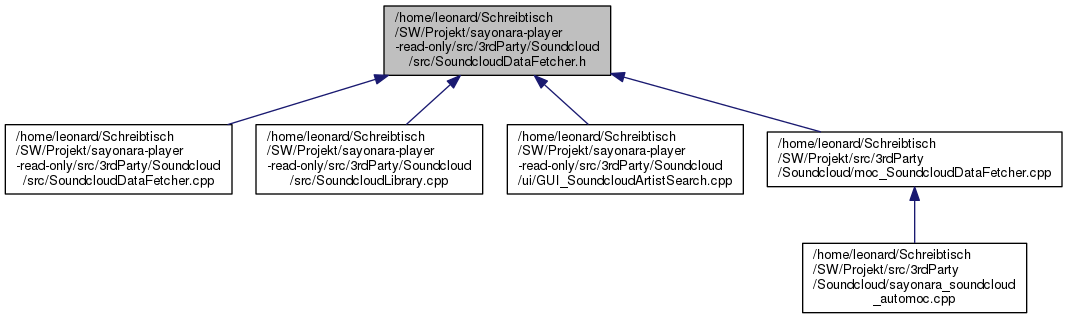 /home/leonard/Schreibtisch
/SW/Projekt/sayonara-player
-read-only/src/3rdParty/Soundcloud
/src/SoundcloudDataFetcher.h
/home/leonard/Schreibtisch
/SW/Projekt/sayonara-player
-read-only/src/3rdParty/Soundcloud
/src/SoundcloudDataFetcher.cpp
/home/leonard/Schreibtisch
/SW/Projekt/sayonara-player
-read-only/src/3rdParty/Soundcloud
/src/SoundcloudLibrary.cpp
/home/leonard/Schreibtisch
/SW/Projekt/sayonara-player
-read-only/src/3rdParty/Soundcloud
/ui/GUI_SoundcloudArtistSearch.cpp
/home/leonard/Schreibtisch
/SW/Projekt/src/3rdParty
/Soundcloud/moc_SoundcloudDataFetcher.cpp
/home/leonard/Schreibtisch
/SW/Projekt/src/3rdParty
/Soundcloud/sayonara_soundcloud
_automoc.cpp